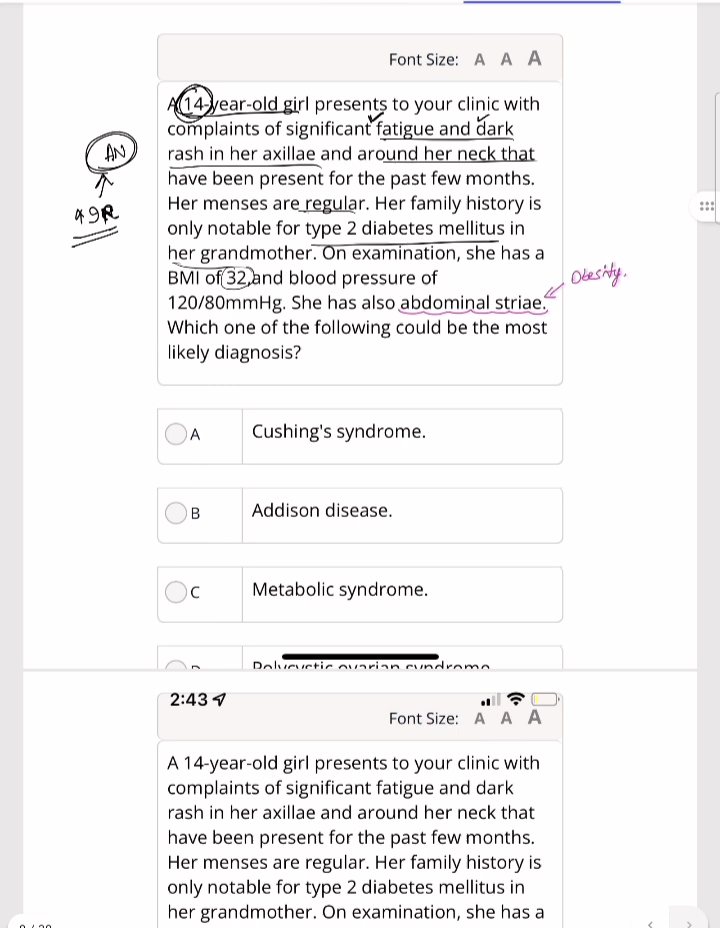 Font Size: A A A
A 14-year-old girl presents to your clinic with
complaints of significant fatigue and dark
rash in her axillae and around her neck that
AN
have been present for the past few months.
Her menses are regular. Her family history is
only notable for type 2 diabetes mellitus in
her grandmother. On examination, she has a
BMI of 32, and blood pressure of
Obesity.
120/80mmHg. She has also abdominal striae.
Which one of the following could be the most
likely diagnosis?
A Cushing's syndrome.
B Addison disease.
C Metabolic syndrome.
D Polycystic ovarian syndrome
2:43
Font Size: A A A
A 14-year-old girl presents to your clinic with
complaints of significant fatigue and dark
rash in her axillae and around her neck that
have been present for the past few months.
Her menses are regular. Her family history is
only notable for type 2 diabetes mellitus in
her grandmother. On examination, she has a